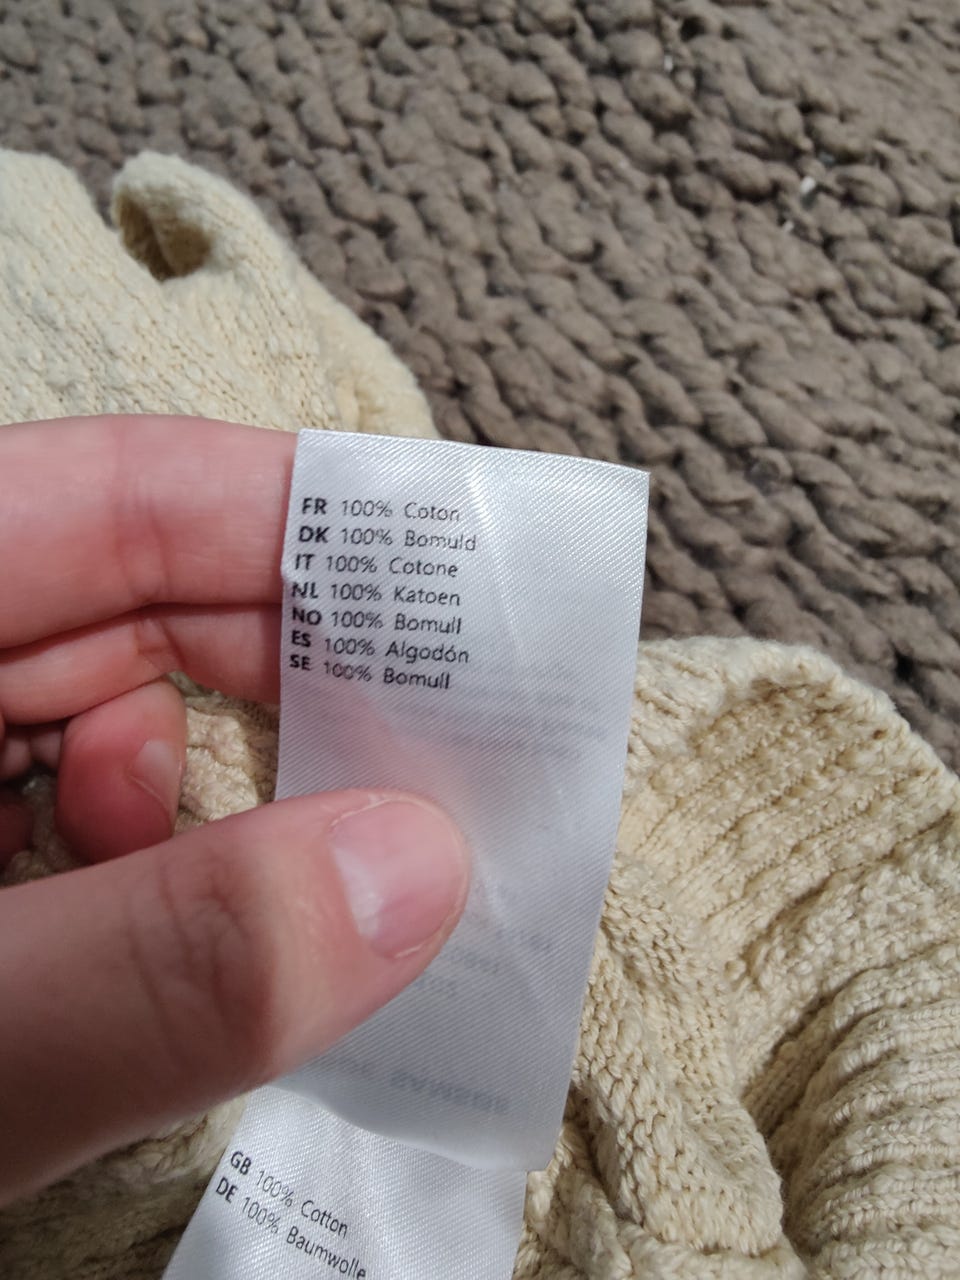 FR 100% Coton
DK 100% Bomuld
IT 100% Cotone
NL 100% Katoen
NO 100% Bomull
ES 100% Algodón
SE 100% Bomull
GB 100% Cotton
DE 100% Baumwolle